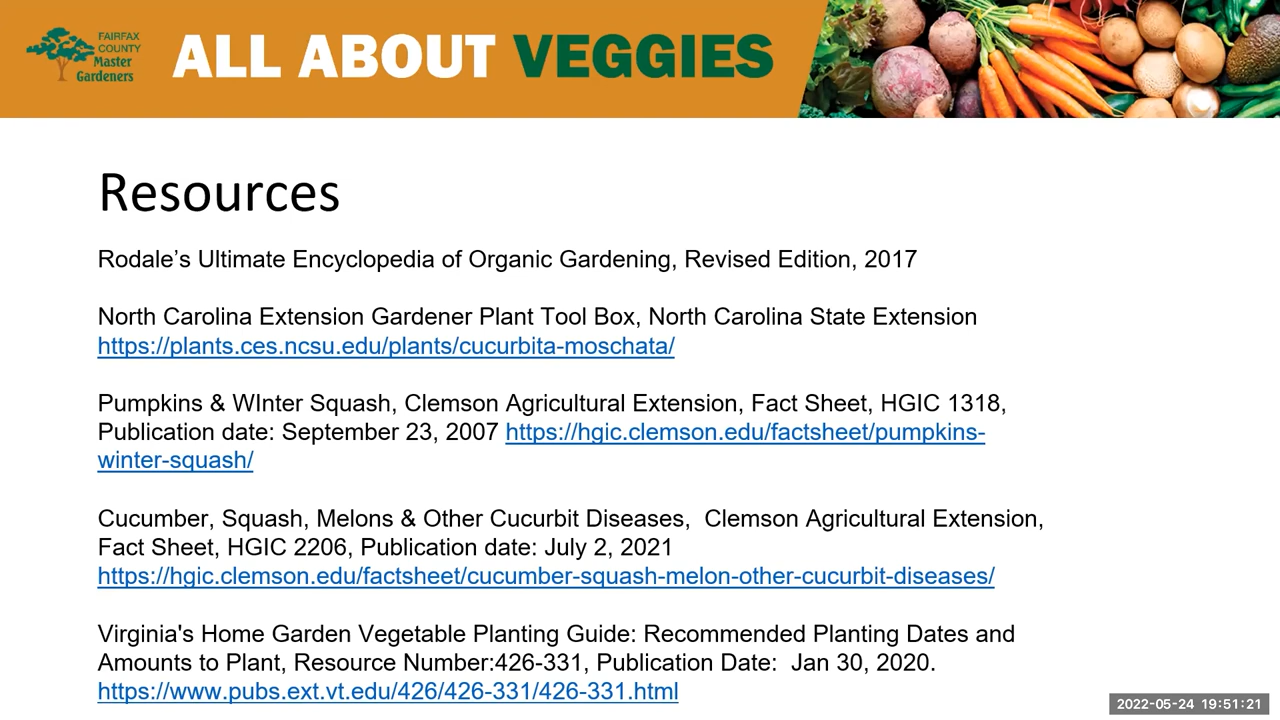 FAIRFAX
COUNTY
Master
Gardeners
ALL ABOUT VEGGIES
Resources
Rodale’s Ultimate Encyclopedia of Organic Gardening, Revised Edition, 2017
North Carolina Extension Gardener Plant Tool Box, North Carolina State Extension
https://plants.ces.ncsu.edu/plants/cucurbita-moschata/
Pumpkins & WInter Squash, Clemson Agricultural Extension, Fact Sheet, HGIC 1318,
Publication date: September 23, 2007 https://hgic.clemson.edu/factsheet/pumpkins-
winter-squash/
Cucumber, Squash, Melons & Other Cucurbit Diseases,  Clemson Agricultural Extension,
Fact Sheet, HGIC 2206, Publication date: July 2, 2021
https://hgic.clemson.edu/factsheet/cucumber-squash-melon-other-cucurbit-diseases/
Virginia's Home Garden Vegetable Planting Guide: Recommended Planting Dates and
Amounts to Plant, Resource Number:426-331, Publication Date:  Jan 30, 2020.
https://www.pubs.ext.vt.edu/426/426-331/426-331.html
2022-05-24 19:51:21